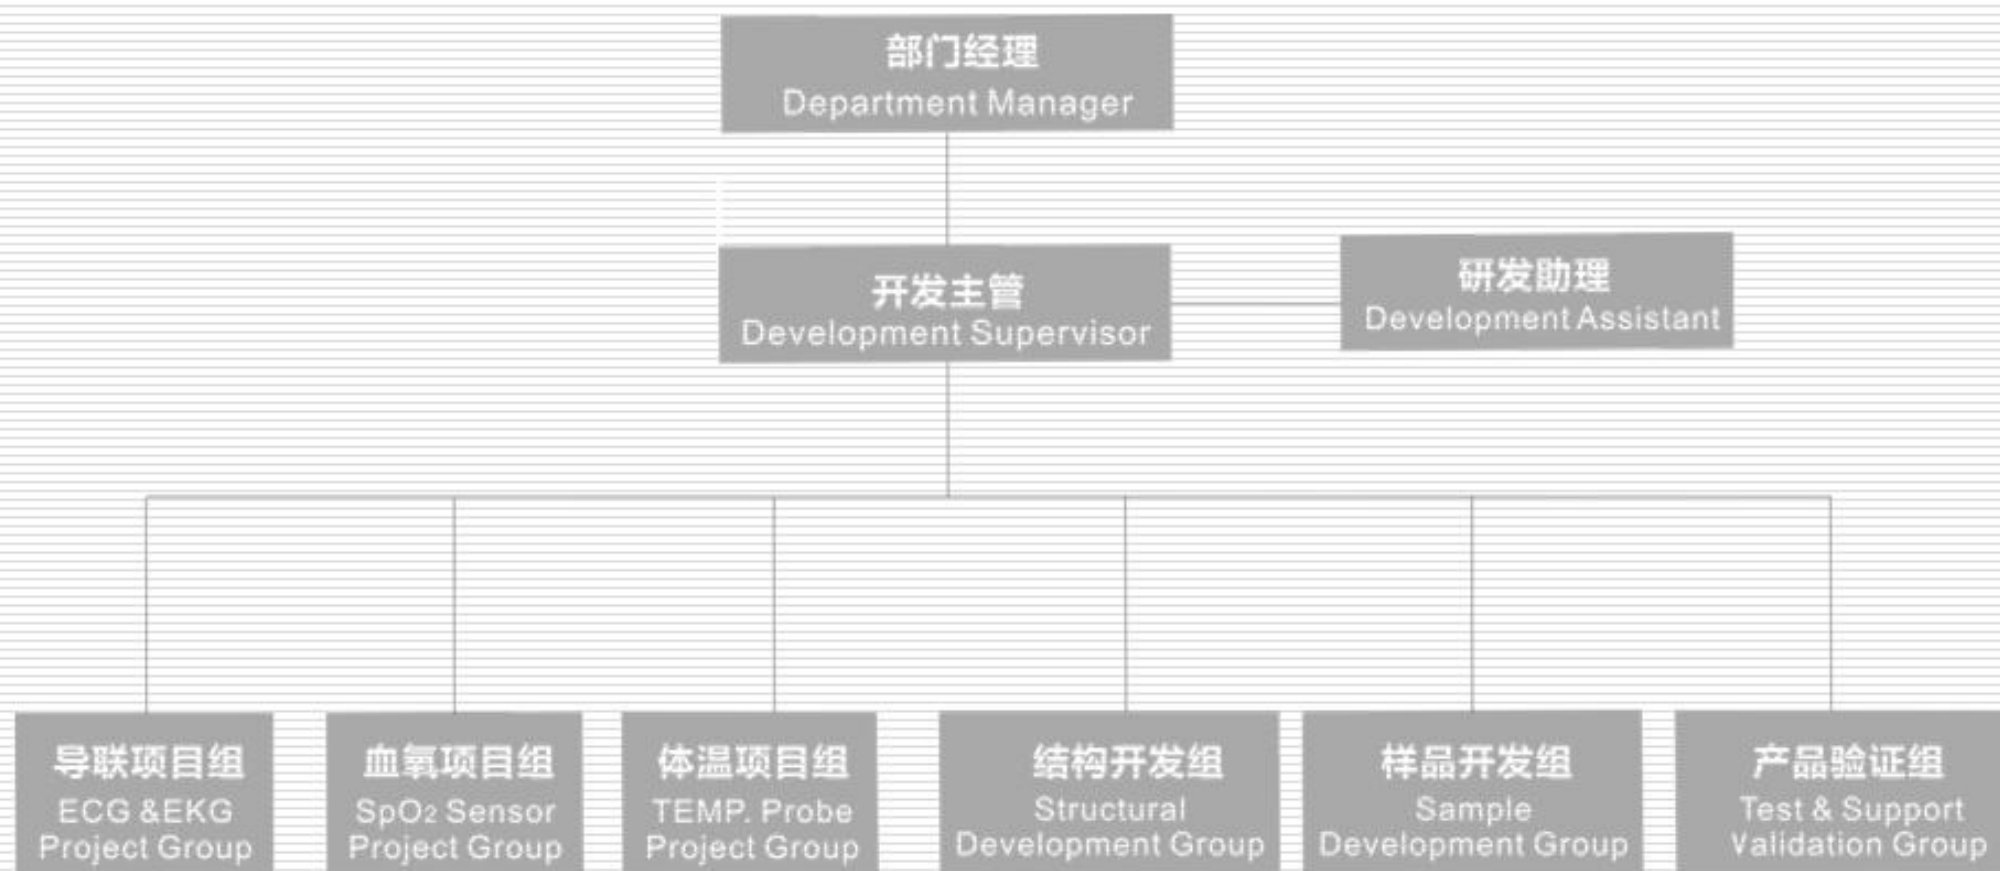 部门经理
Department Manager
开发主管
Development Supervisor
研发助理
Development Assistant
导联项目组
ECG &EKG
Project Group
血氧项目组
SpO₂ Sensor
Project Group
体温项目组
TEMP. Probe
Project Group
结构开发组
Structural
Development Group
样品开发组
Sample
Development Group
产品验证组
Test & Support
Validation Group